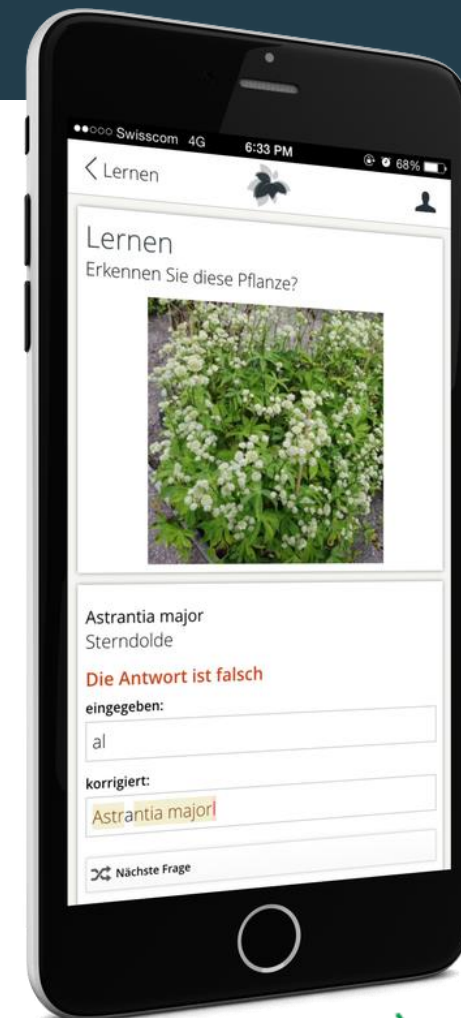 Swisscom 4G 6:33 PM 68%
Lernen
Lernen
Erkennen Sie diese Pflanze?
Astrantia major
Sterndolde
Die Antwort ist falsch
eingegeben:
al
korrigiert:
Astrantia majorl
Nächste Frage